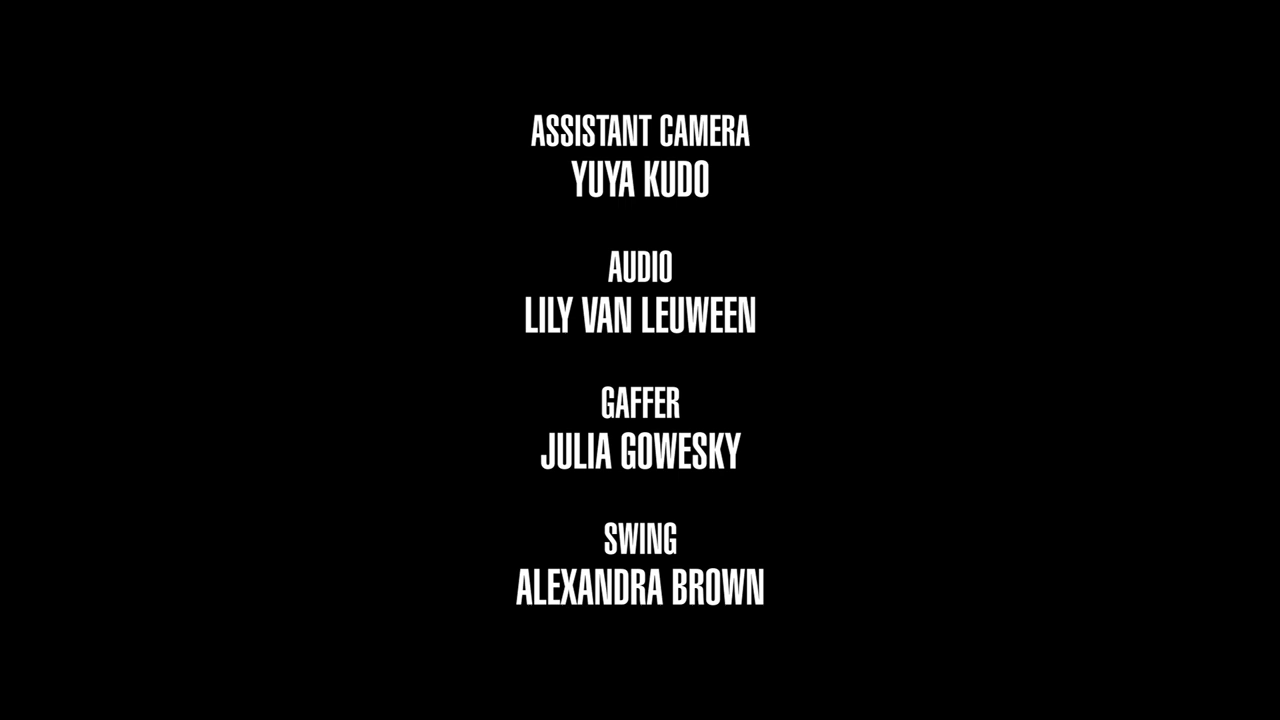 ASSISTANT CAMERA
YUYA KUDO
AUDIO
LILY VAN LEUWEEN
GAFFER
JULIA GOWESKY
SWING
ALEXANDRA BROWN